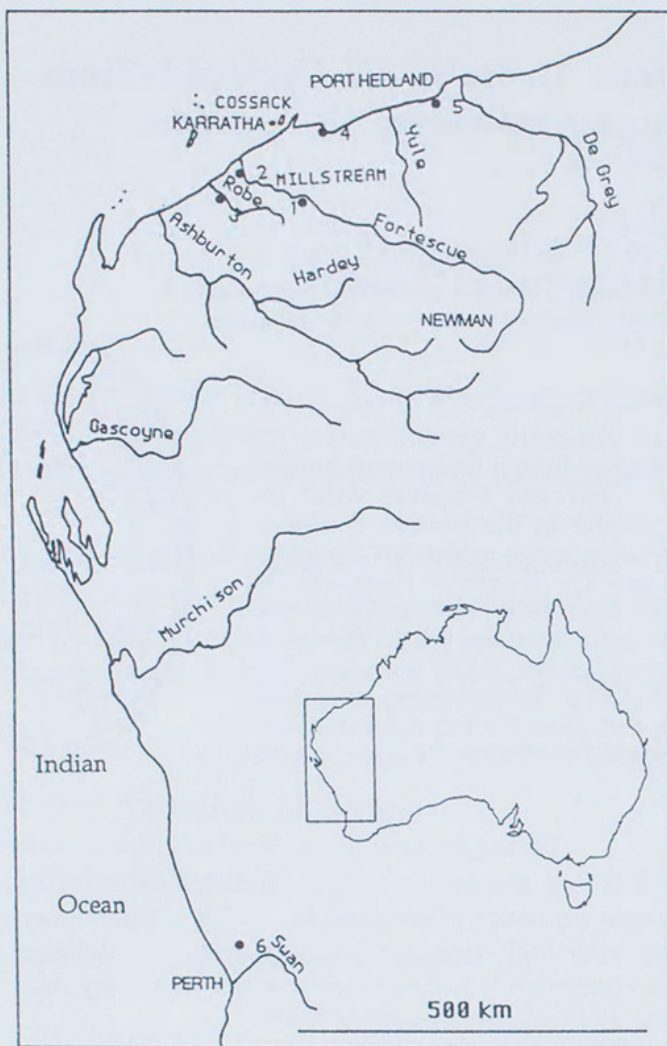 PORT HEDLAND
COSSACK
KARRATHA
5
4
Yule
De Grey
2
MILLSTREAM
Robe
3
1
Fortescue
Ashburton
Hardey
NEWMAN
Gascoyne
Murchison
Indian
Ocean
6
Swan
PERTH
500 km